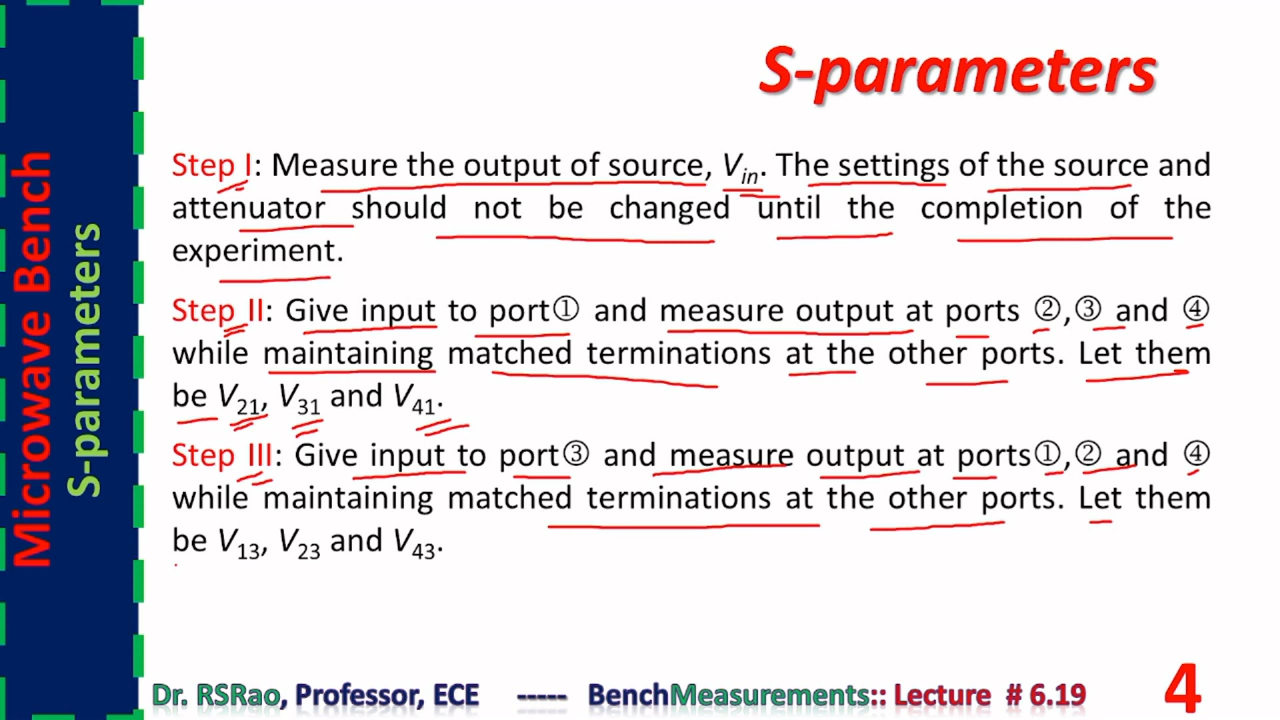 Microwave Bench
S-parameters
S-parameters
Step I: Measure the output of source, Vin. The settings of the source and
attenuator should not be changed until the completion of the
experiment.
Step II: Give input to port① and measure output at ports ②,③ and ④
while maintaining matched terminations at the other ports. Let them
be V21, V31 and V41.
Step III: Give input to port③ and measure output at ports①,② and ④
while maintaining matched terminations at the other ports. Let them
be V13, V23 and V43.
Dr. RSRao, Professor, ECE ----- BenchMeasurements:: Lecture # 6.19 4